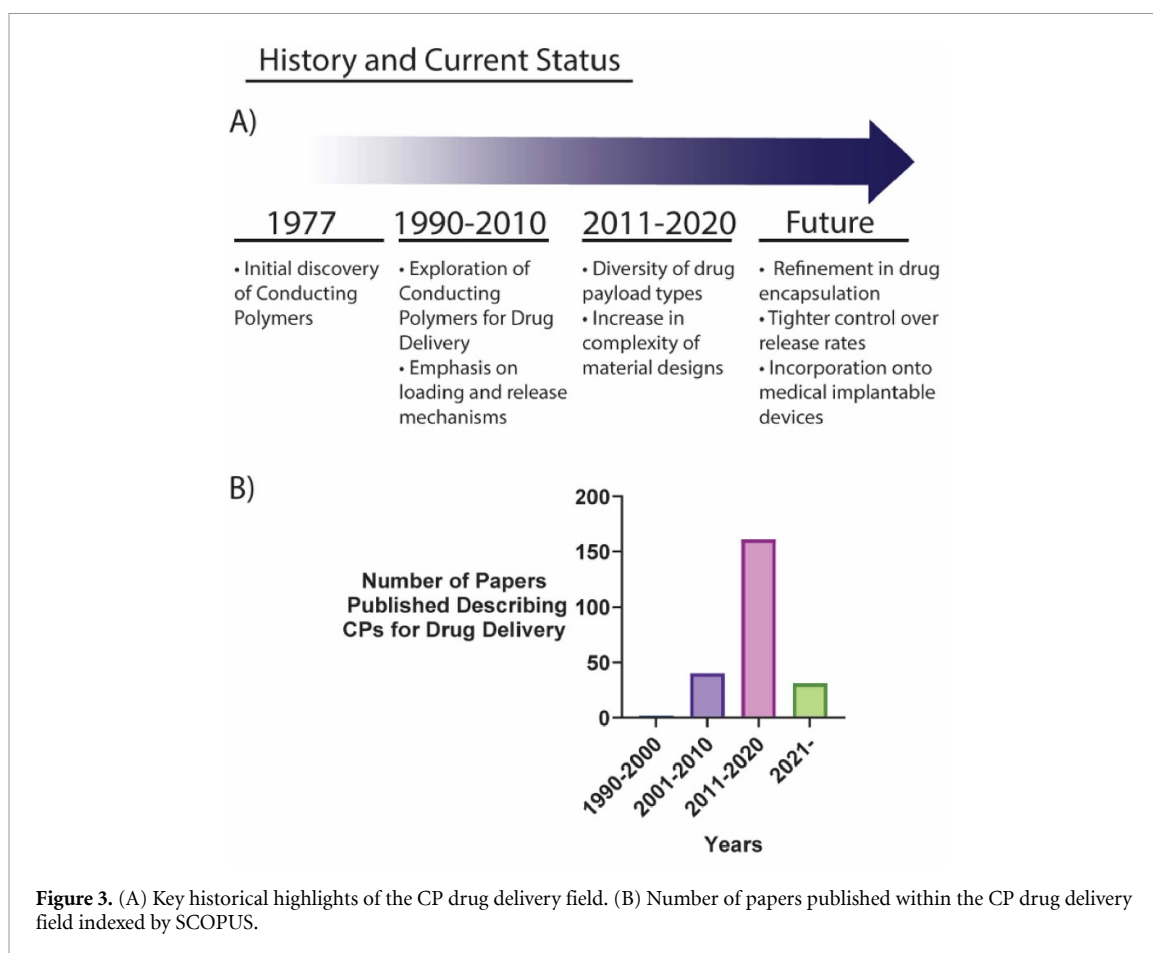 History and Current Status
A)
1977
• Initial discovery
of Conducting
Polymers
1990-2010
• Exploration of
Conducting
Polymers for Drug
Delivery
• Emphasis on
loading and release
mechanisms
2011-2020
• Diversity of drug
payload types
• Increase in
complexity of
material designs
Future
• Refinement in drug
encapsulation
• Tighter control over
release rates
• Incorporation onto
medical implantable
devices
B)
Number of Papers
Published Describing
CPs for Drug Delivery
200
150
100
50
0
1990-2000
2001-2010
2011-2020
2021-
Years
Figure 3. (A) Key historical highlights of the CP drug delivery field. (B) Number of papers published within the CP drug delivery
field indexed by SCOPUS.